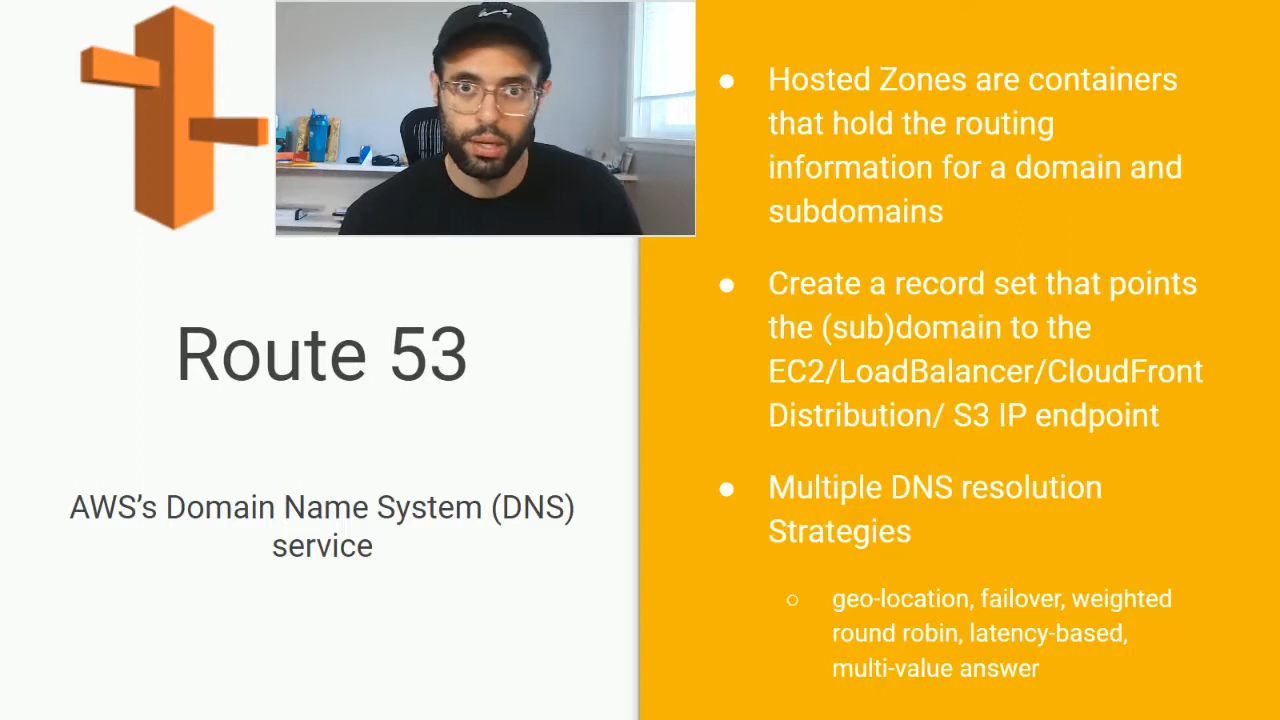 Route 53
AWS’s Domain Name System (DNS)
service
● Hosted Zones are containers
that hold the routing
information for a domain and
subdomains
● Create a record set that points
the (sub)domain to the
EC2/LoadBalancer/CloudFront
Distribution/ S3 IP endpoint
● Multiple DNS resolution
Strategies
○ geo-location, failover, weighted
round robin, latency-based,
multi-value answer